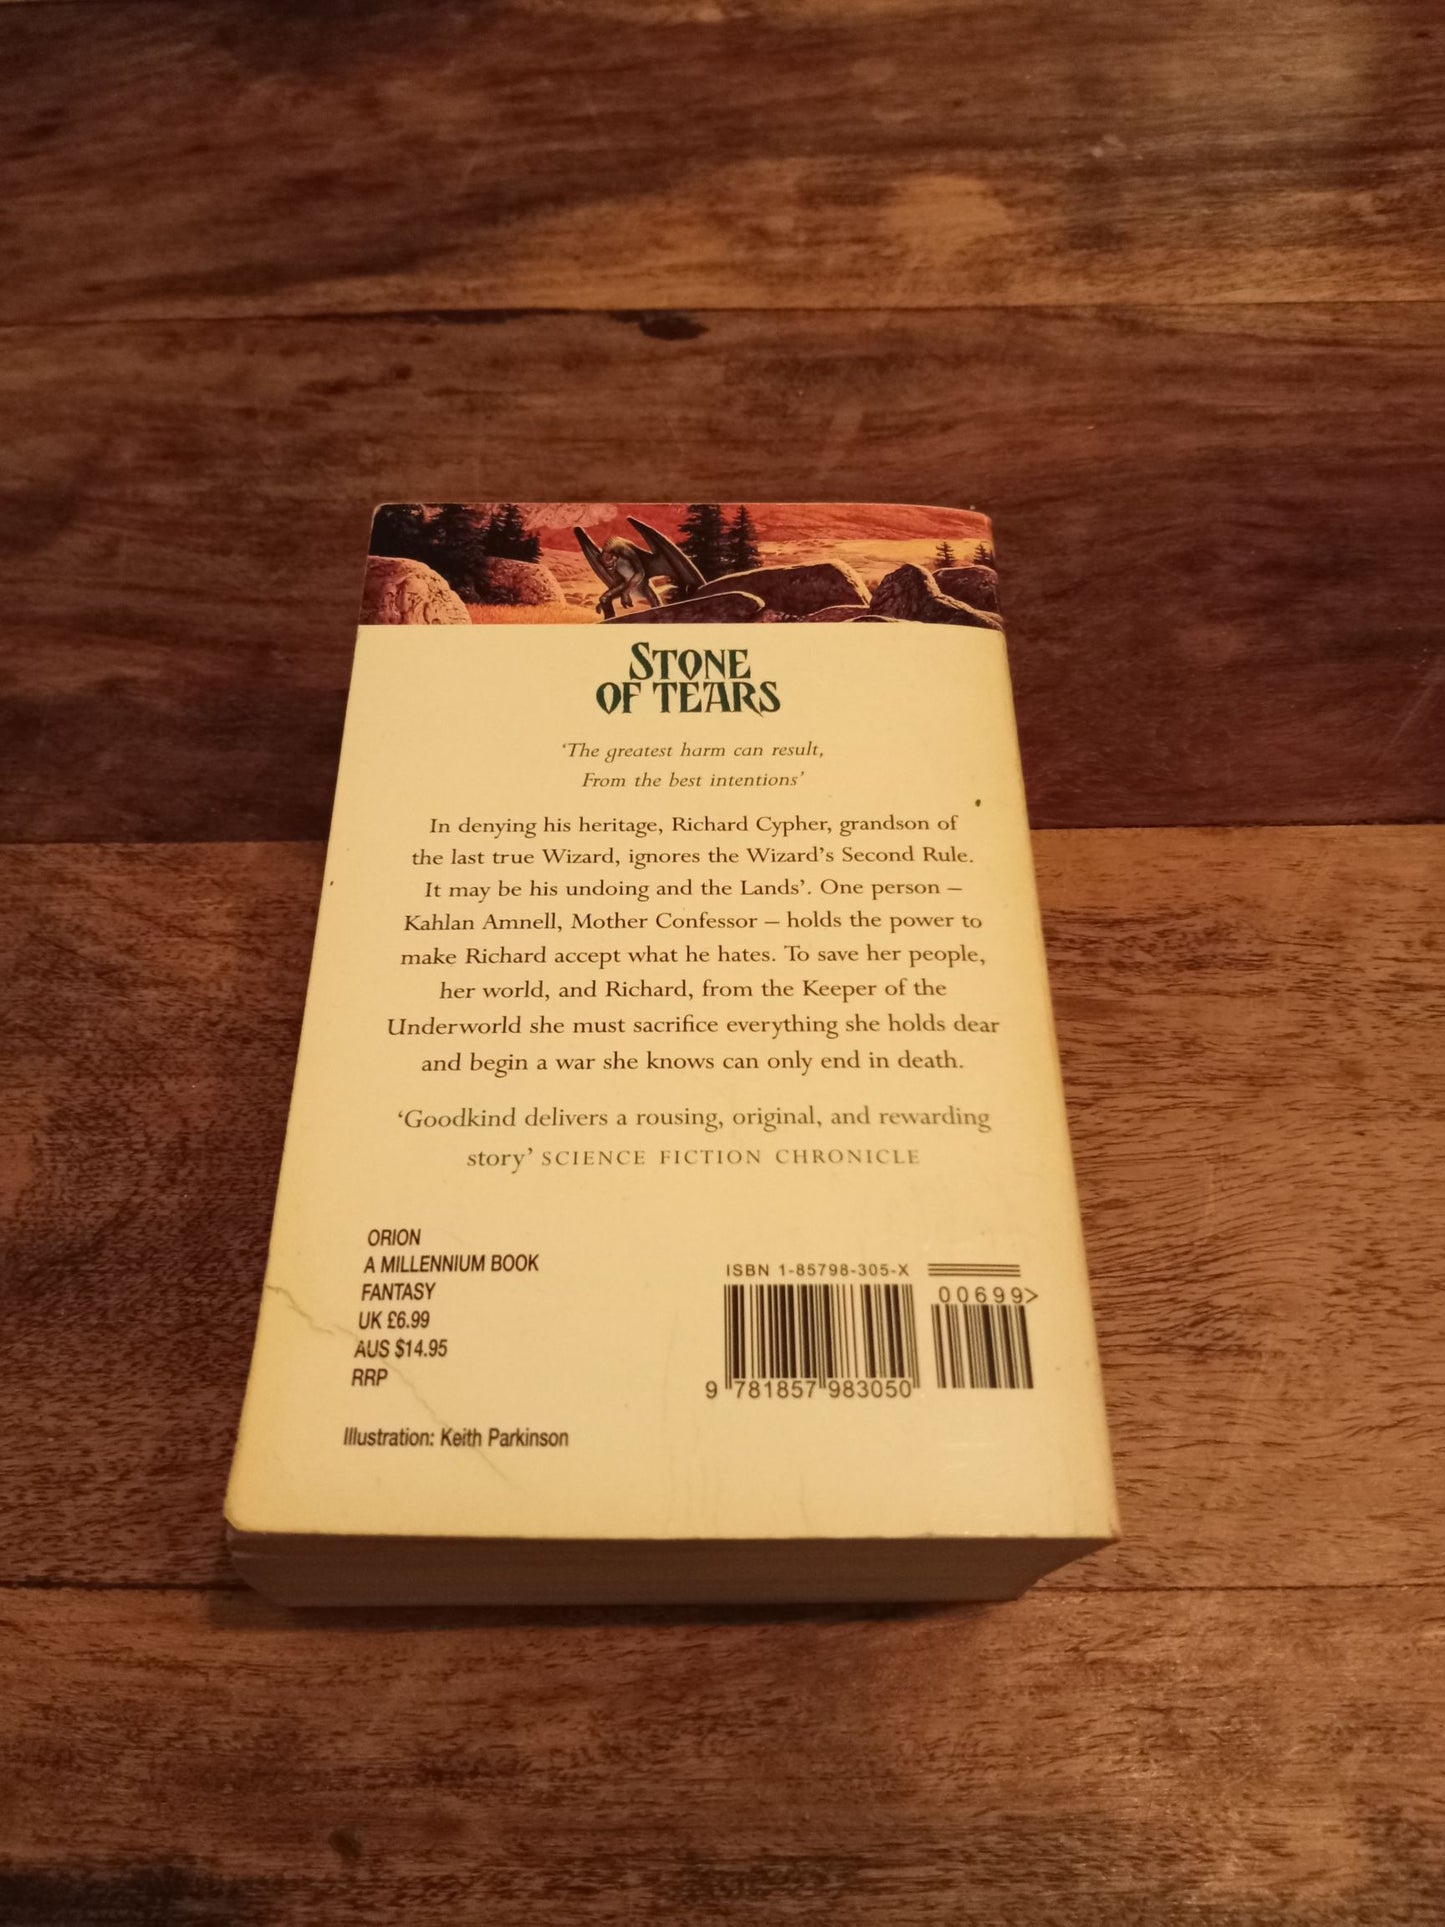 STONE
OF TEARS
‘The greatest harm can result,
From the best intentions’
In denying his heritage, Richard Cypher, grandson of
the last true Wizard, ignores the Wizard’s Second Rule.
It may be his undoing and the Lands’. One person –
Kahlan Amnell, Mother Confessor – holds the power to
make Richard accept what he hates. To save her people,
her world, and Richard, from the Keeper of the
Underworld she must sacrifice everything she holds dear
and begin a war she knows can only end in death.
‘Goodkind delivers a rousing, original, and rewarding
story’ SCIENCE FICTION CHRONICLE
ORION
A MILLENNIUM BOOK
FANTASY
UK £6.99
AUS $14.95
RRP
Illustration: Keith Parkinson
ISBN 1-85798-305-X
00699>
9 781857 983050